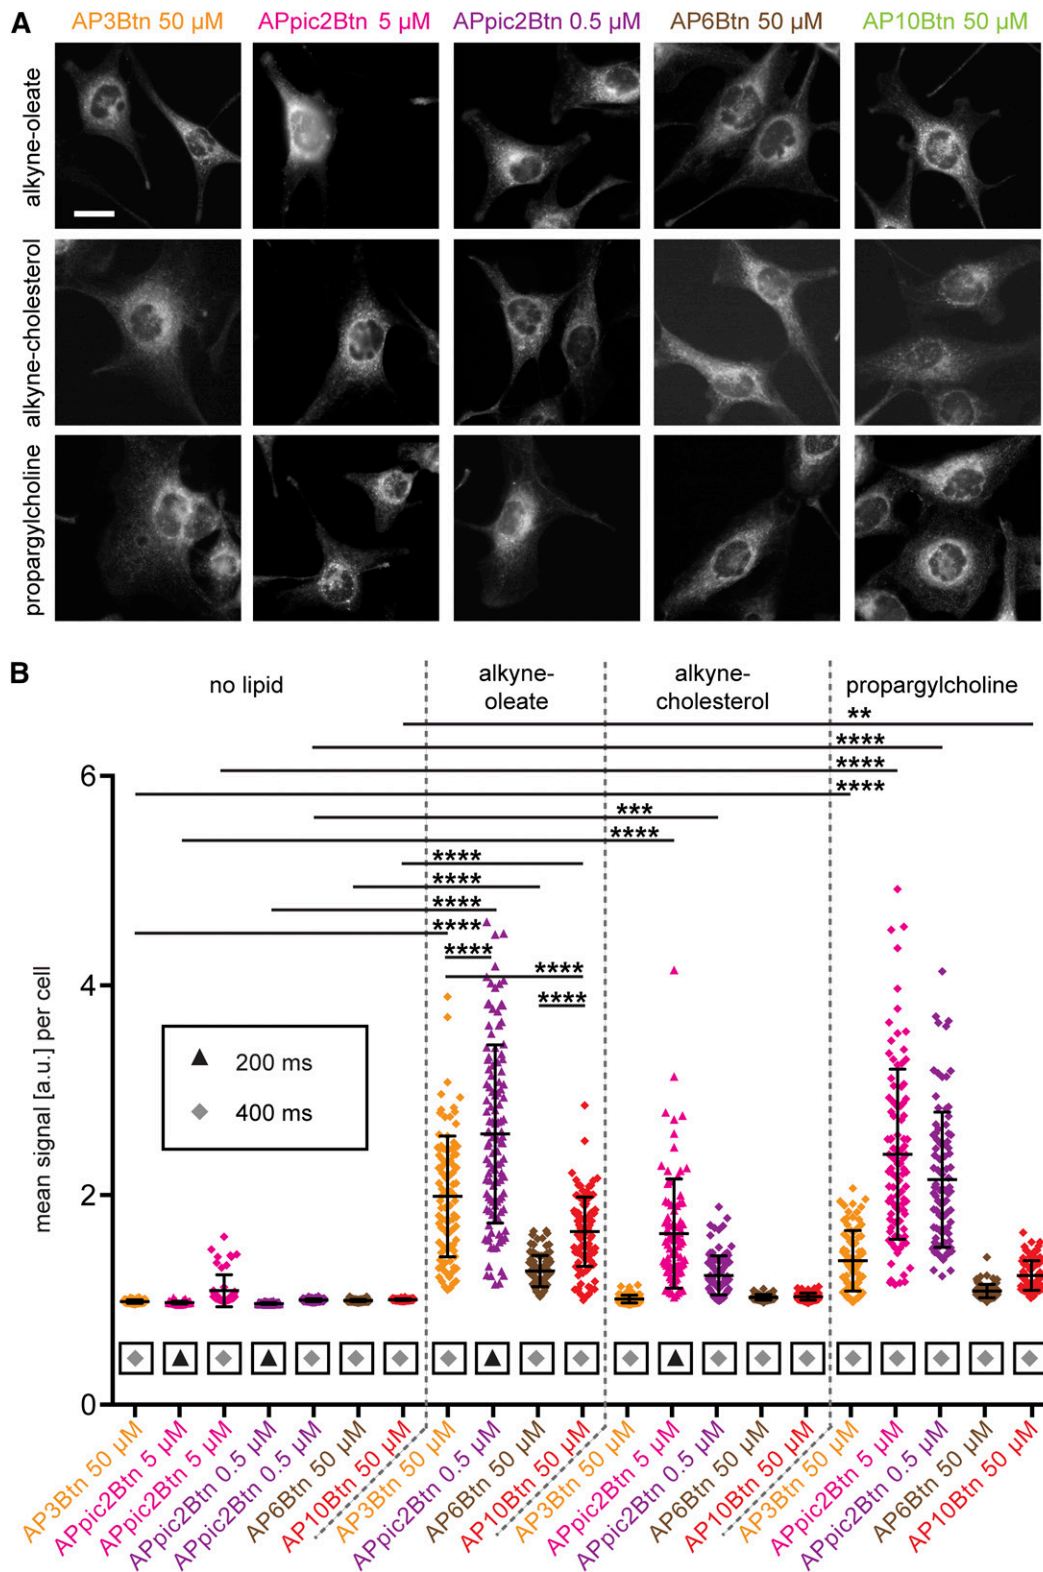 A
AP3Btn 50 µM APpic2Btn 5 µM APpic2Btn 0.5 µM AP6Btn 50 µM AP10Btn 50 µM
alkyne-oleate
alkyne-cholesterol
propargylcholine
B
no lipid
alkyne-
oleate
alkyne-
cholesterol
propargylcholine
**
****
****
****
***
****
****
****
****
****
****
****
****
6
4
2
0
mean signal [a.u.] per cell
200 ms
400 ms
AP3Btn 50 µM
APpic2Btn 5 µM
APpic2Btn 5 µM
APpic2Btn 0.5 µM
APpic2Btn 0.5 µM
AP6Btn 50 µM
AP10Btn 50 µM
AP3Btn 50 µM
APpic2Btn 0.5 µM
AP6Btn 50 µM
AP10Btn 50 µM
AP3Btn 50 µM
APpic2Btn 5 µM
APpic2Btn 0.5 µM
AP6Btn 50 µM
AP10Btn 50 µM
AP3Btn 50 µM
APpic2Btn 5 µM
APpic2Btn 0.5 µM
AP6Btn 50 µM
AP10Btn 50 µM